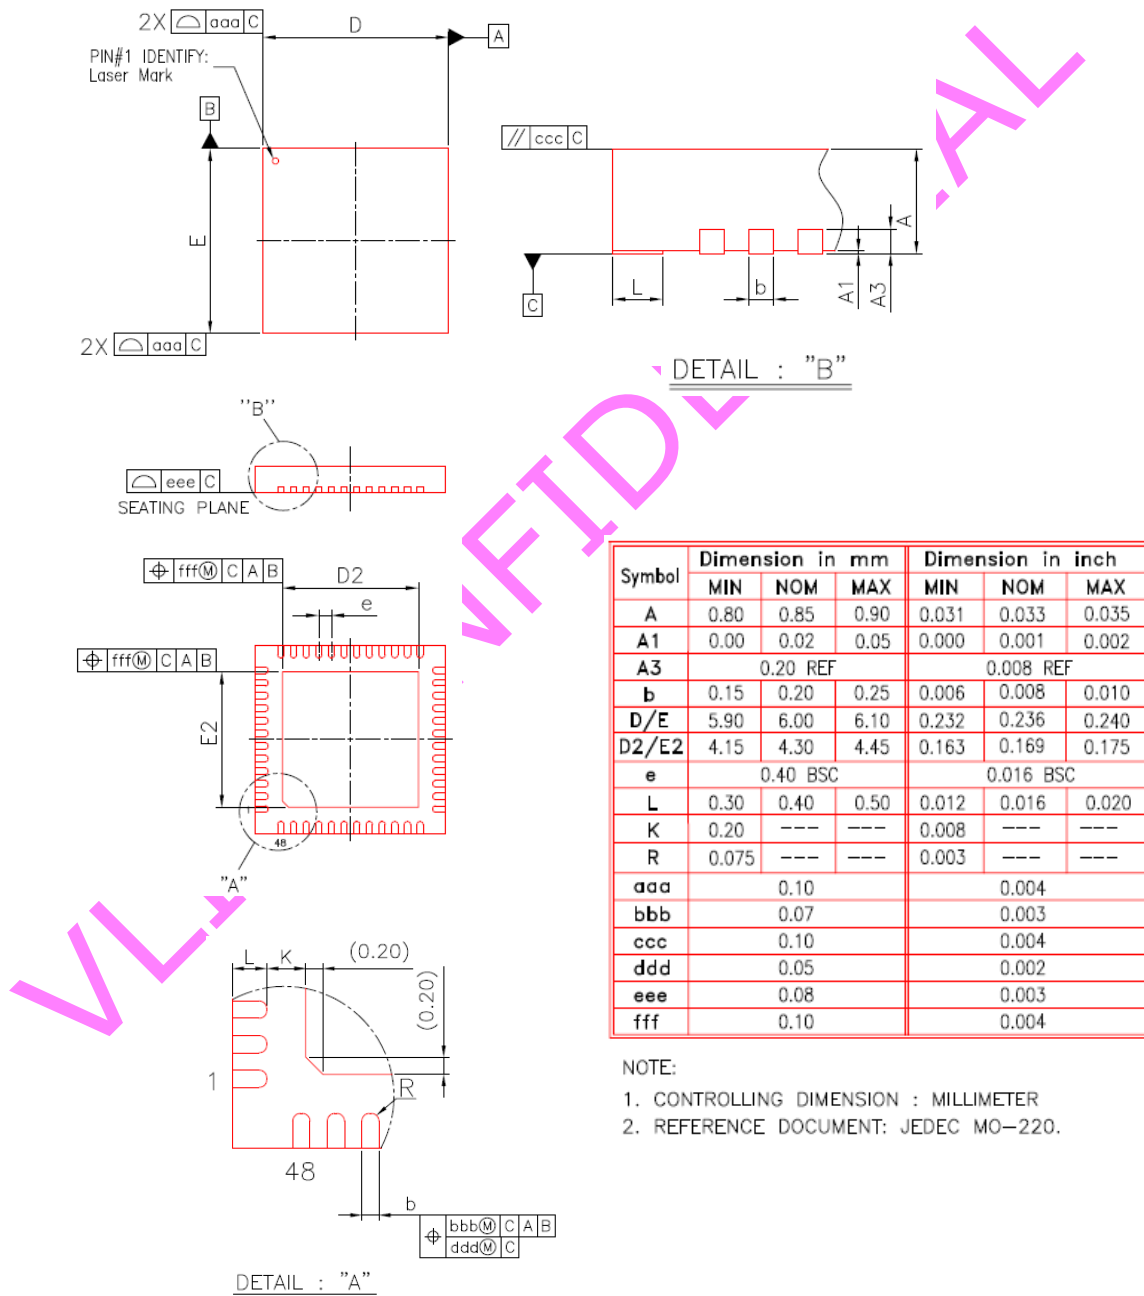 2X aaa C
D
A
PIN#1 IDENTIFY:
Laser Mark
B
E
2X aaa C
// ccc C
A
L
b
A1
A3
C
DETAIL : "B"
"B"
eee C
SEATING PLANE
fff Ⓜ C A B
D2
e
fff Ⓜ C A B
E2
1
48
"A"
L K (0.20)
(0.20)
R
1
48
b
bbb Ⓜ C A B
ddd Ⓜ C
DETAIL : "A"
Symbol Dimension in mm Dimension in inch
MIN NOM MAX MIN NOM MAX
A 0.80 0.85 0.90 0.031 0.033 0.035
A1 0.00 0.02 0.05 0.000 0.001 0.002
A3 0.20 REF 0.008 REF
b 0.15 0.20 0.25 0.006 0.008 0.010
D/E 5.90 6.00 6.10 0.232 0.236 0.240
D2/E2 4.15 4.30 4.45 0.163 0.169 0.175
e 0.40 BSC 0.016 BSC
L 0.30 0.40 0.50 0.012 0.016 0.020
K 0.20 --- --- 0.008 --- ---
R 0.075 --- --- 0.003 --- ---
aaa 0.10 0.004
bbb 0.07 0.003
ccc 0.10 0.004
ddd 0.05 0.002
eee 0.08 0.003
fff 0.10 0.004
NOTE:
1. CONTROLLING DIMENSION : MILLIMETER
2. REFERENCE DOCUMENT: JEDEC MO-220.